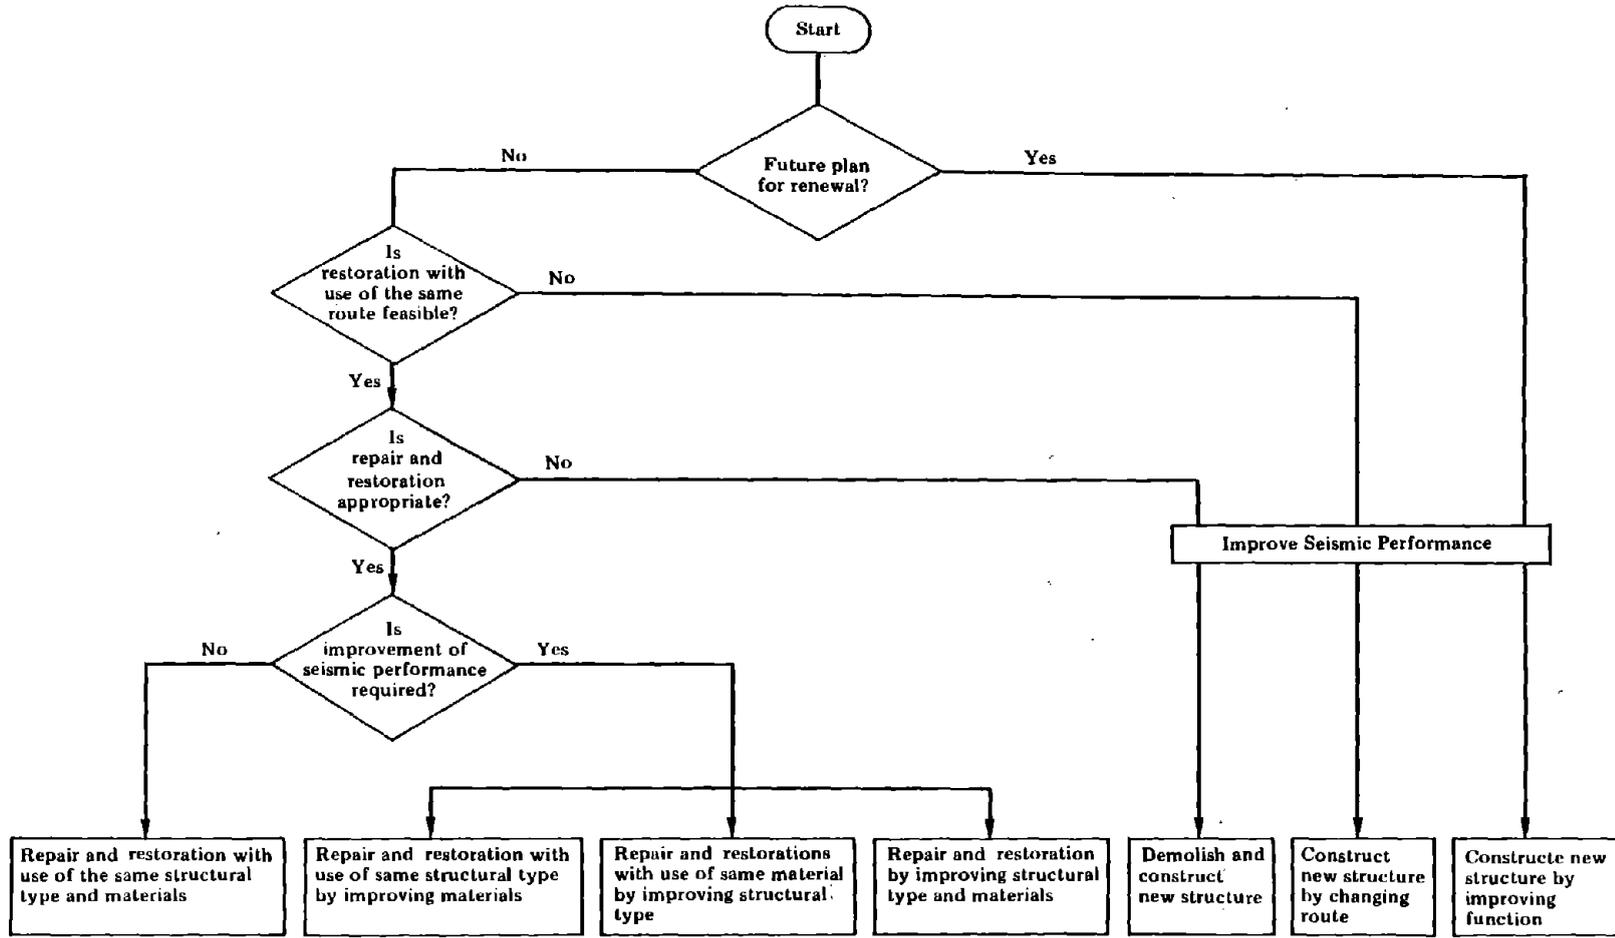 Start
Future plan
for renewal?
No
Yes
Is
restoration with
use of the same
route feasible?
No
Yes
Is
repair and
restoration
appropriate?
No
Yes
Improve Seismic Performance
Is
improvement of
seismic performance
required?
No
Yes
Repair and restoration with
use of the same structural
type and materials
Repair and restoration with
use of same structural type
by improving materials
Repair and restorations
with use of same material
by improving structural
type
Repair and restoration
by improving structural
type and materials
Demolish and
construct
new structure
Construct
new structure
by changing
route
Constructe new
structure by
improving
function